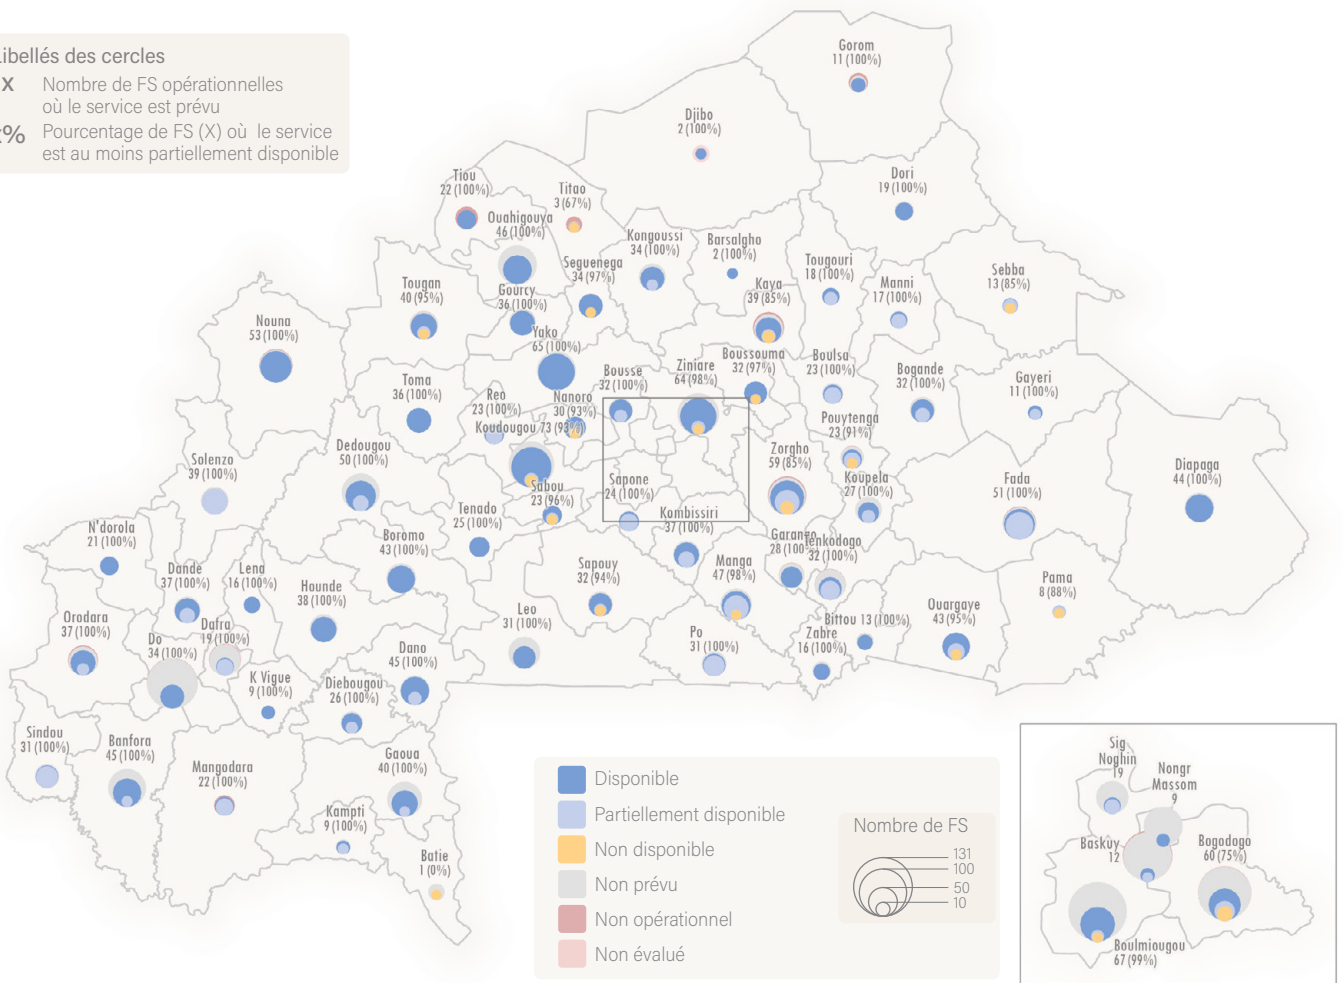 Libellés des cercles
X Nombre de FS opérationnelles
où le service est prévu
% Pourcentage de FS (X) où le service
est au moins partiellement disponible
Gorom
11 (100%)
Djibo
2 (100%)
Dori
19 (100%)
Tiou
22 (100%)
Titao
3 (67%)
Ouahigouya
46 (100%)
Kongoussi
34 (100%)
Barsalgho
2 (100%)
Tougouri
18 (100%)
Seguenega
34 (97%)
Sebba
13 (85%)
Manni
17 (100%)
Kaya
39 (85%)
Tougan
40 (95%)
Gourcy
36 (100%)
Nouna
53 (100%)
Yako
65 (100%)
Boussouma
32 (97%)
Boulsa
23 (100%)
Ziniare
64 (98%)
Bousse
32 (100%)
Bogande
32 (100%)
Gayeri
11 (100%)
Toma
36 (100%)
Reo
23 (100%)
Nanoro
30 (93%)
Koudougou 73 (93%)
Pouytenga
23 (91%)
Dedougou
50 (100%)
Zorgho
59 (85%)
Solenzo
39 (100%)
Diapaga
44 (100%)
Sapone
24 (100%)
Koupela
27 (100%)
Fada
51 (100%)
Sabou
23 (96%)
Tenado
25 (100%)
Kombissiri
37 (100%)
N'dorola
21 (100%)
Boromo
43 (100%)
Garango
28 (100%)
Tenkodogo
32 (100%)
Dande
37 (100%)
Lena
16 (100%)
Hounde
38 (100%)
Sapouy
32 (94%)
Manga
47 (98%)
Pama
8 (88%)
Orodara
37 (100%)
Dafra
19 (100%)
Do
34 (100%)
Leo
31 (100%)
Ouargaye
43 (95%)
Bittou 13 (100%)
Po
31 (100%)
Zabre
16 (100%)
Dano
45 (100%)
K Vigue
9 (100%)
Diebougou
26 (100%)
Sindou
31 (100%)
Banfora
45 (100%)
Mangodara
22 (100%)
Gaoua
40 (100%)
Kampti
9 (100%)
Batie
1 (0%)
Disponible
Partiellement disponible
Non disponible
Non prévu
Non opérationnel
Non évalué
Nombre de FS
131
100
50
10
Sig
Noghin
19
Nongr
Massom
9
Baskuy
12
Bogodogo
60 (75%)
Boulmiougou
67 (99%)